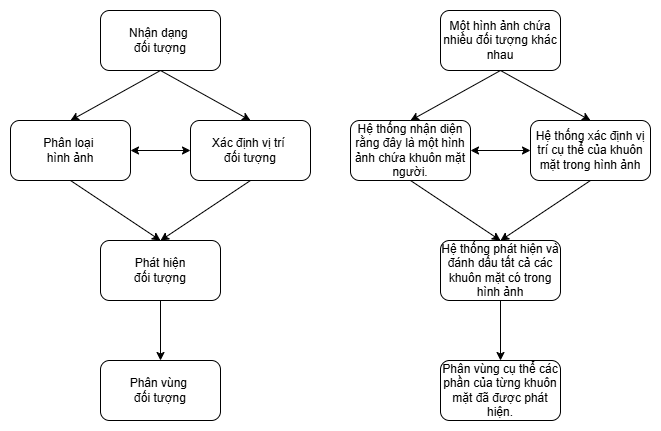 Nhận dạng
đối tượng
Phân loại
hình ảnh
Xác định vị trí
đối tượng
Phát hiện
đối tượng
Phân vùng
đối tượng
Một hình ảnh chứa
nhiều đối tượng khác
nhau
Hệ thống nhận diện
rằng đây là một hình
ảnh chứa khuôn mặt
người.
Hệ thống xác định vị
trí cụ thể của khuôn
mặt trong hình ảnh
Hệ thống phát hiện và
đánh dấu tất cả các
khuôn mặt có trong
hình ảnh
Phân vùng cụ thể các
phần của từng khuôn
mặt đã được phát
hiện.